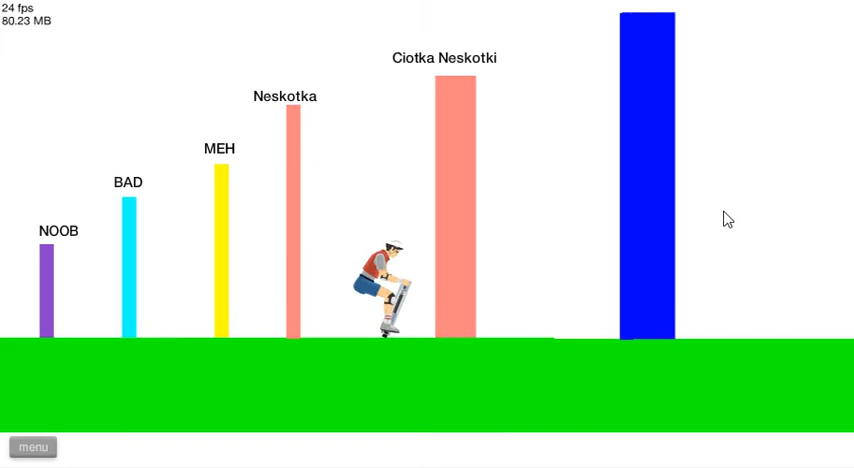 24 fps
80.23 MB
Ciotka Neskotki
Neskotka
MEH
BAD
NOOB
menu